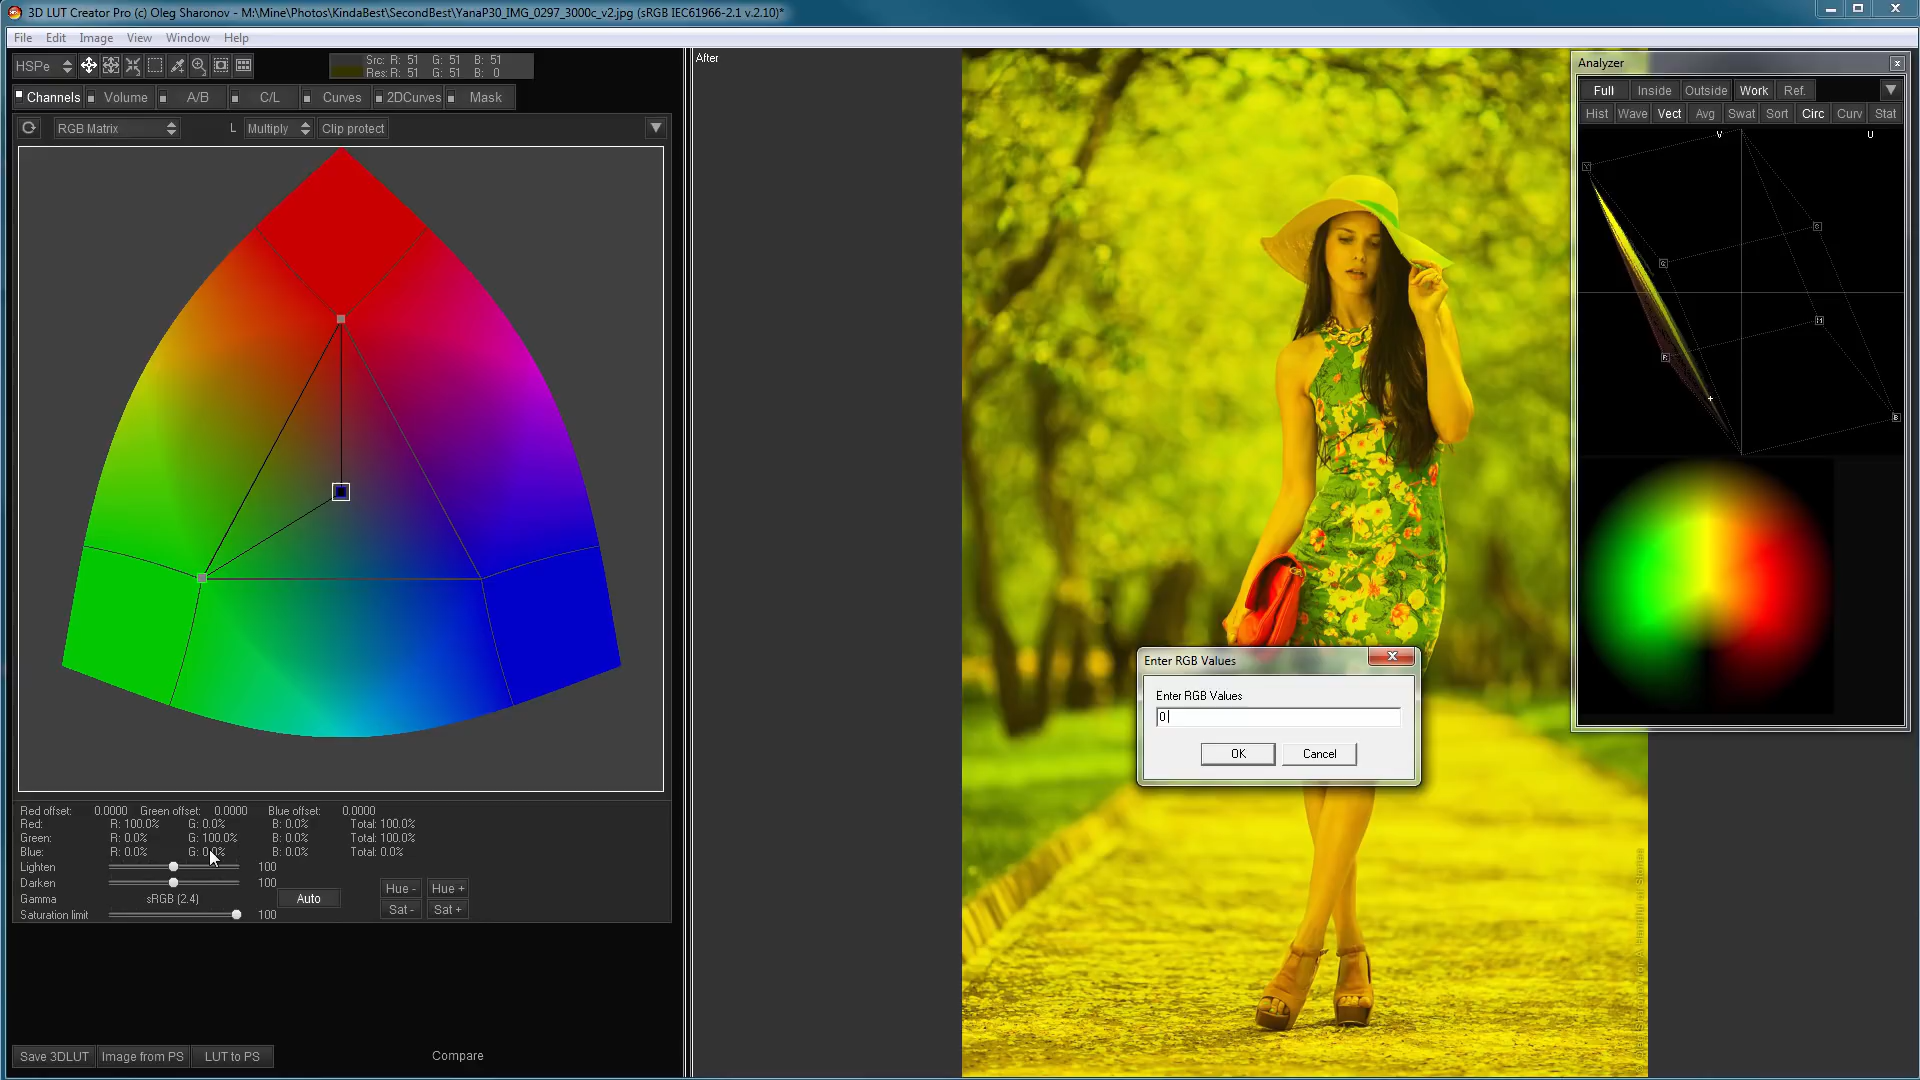 3D LUT Creator Pro (c) Oleg Sharonov - M:\Mine\Photos\KindaBest\SecondBest\YanaP30_IMG_0297_3000c_v2.jpg (sRGB IEC61966-2.1 v.2.10)*
File Edit Image View Window Help
HSPe
Src: R: 51 G: 51 B: 51
Res: R: 51 G: 51 B: 0
Channels Volume A/B C/L Curves 2DCurves Mask
RGB Matrix L Multiply Clip protect
After
Analyzer
Full Inside Outside Work Ref.
Hist Wave Vect Avg Swat Sort Circ Curv Stat
V U
Enter RGB Values
Enter RGB Values
0
OK Cancel
Red offset: 0.0000 Green offset: 0.0000 Blue offset: 0.0000
Red: R: 100.0% G: 0.0% B: 0.0% Total: 100.0%
Green: R: 0.0% G: 100.0% B: 0.0% Total: 100.0%
Blue: R: 0.0% G: 0.0% B: 0.0% Total: 0.0%
Lighten 100
Darken 100
Gamma sRGB (2.4) Auto
Hue - Hue +
Sat - Sat +
Saturation limit 100
Save 3DLUT Image from PS LUT to PS Compare